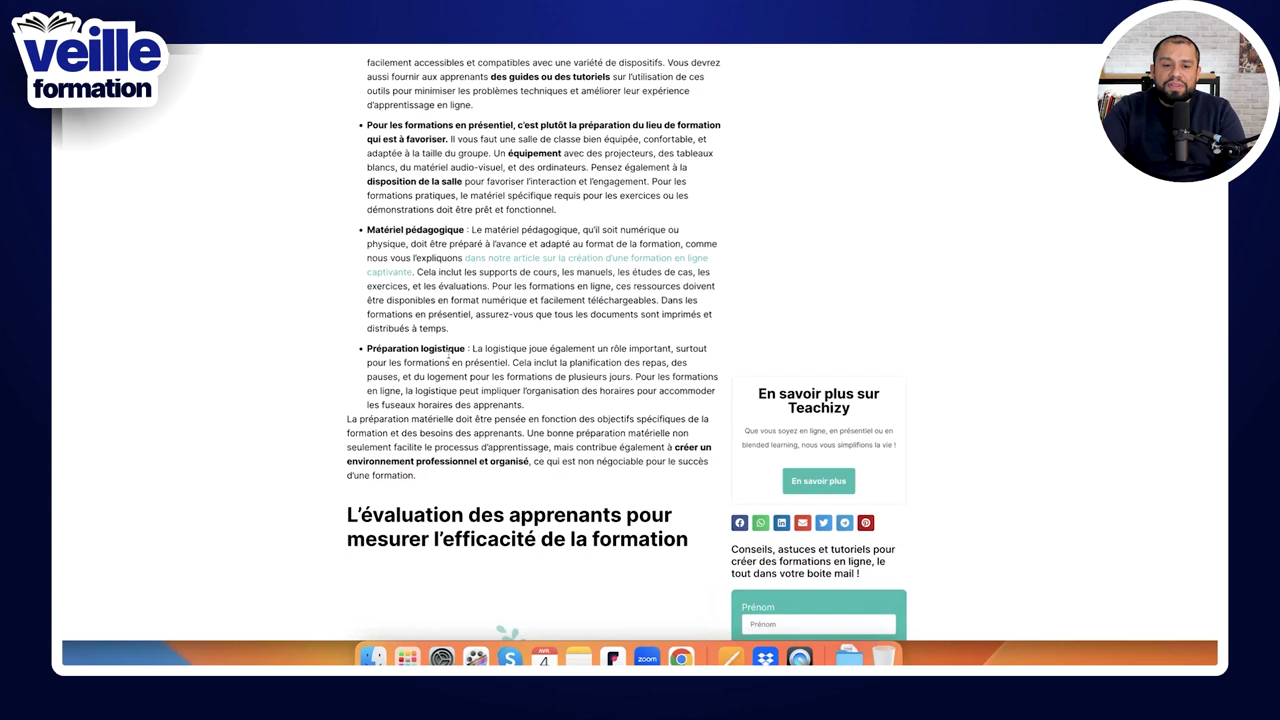 veille
formation
facilement accessibles et compatibles avec une variété de dispositifs. Vous devrez
aussi fournir aux apprenants des guides ou des tutoriels sur l'utilisation de ces
outils pour minimiser les problèmes techniques et améliorer leur expérience
d'apprentissage en ligne.
• Pour les formations en présentiel, c'est plutôt la préparation du lieu de formation
qui est à favoriser. Il vous faut une salle de classe bien équipée, confortable, et
adaptée à la taille du groupe. Un équipement avec des projecteurs, des tableaux
blancs, du matériel audio-visuel, et des ordinateurs. Pensez également à la
disposition de la salle pour favoriser l'interaction et l'engagement. Pour les
formations pratiques, le matériel spécifique requis pour les exercices ou les
démonstrations doit être prêt et fonctionnel.
• Matériel pédagogique : Le matériel pédagogique, qu'il soit numérique ou
physique, doit être préparé à l'avance et adapté au format de la formation, comme
nous vous l'expliquons dans notre article sur la création d'une formation en ligne
captivante. Cela inclut les supports de cours, les manuels, les études de cas, les
exercices, et les évaluations. Pour les formations en ligne, ces ressources doivent
être disponibles en format numérique et facilement téléchargeables. Dans les
formations en présentiel, assurez-vous que tous les documents sont imprimés et
distribués à temps.
• Préparation logistique : La logistique joue également un rôle important, surtout
pour les formations en présentiel. Cela inclut la planification des repas, des
pauses, et du logement pour les formations de plusieurs jours. Pour les formations
en ligne, la logistique peut impliquer l'organisation des horaires pour accommoder
les fuseaux horaires des apprenants.
La préparation matérielle doit être pensée en fonction des objectifs spécifiques de la
formation et des besoins des apprenants. Une bonne préparation matérielle non
seulement facilite le processus d'apprentissage, mais contribue également à créer un
environnement professionnel et organisé, ce qui est non négociable pour le succès
d'une formation.
L'évaluation des apprenants pour
mesurer l'efficacité de la formation
En savoir plus sur
Teachizy
Que vous soyez en ligne, en présentiel ou en
blended learning, nous vous simplifions la vie !
En savoir plus
Conseils, astuces et tutoriels pour
créer des formations en ligne, le
tout dans votre boite mail !
Prénom
Prénom
AVR.
4
zoom